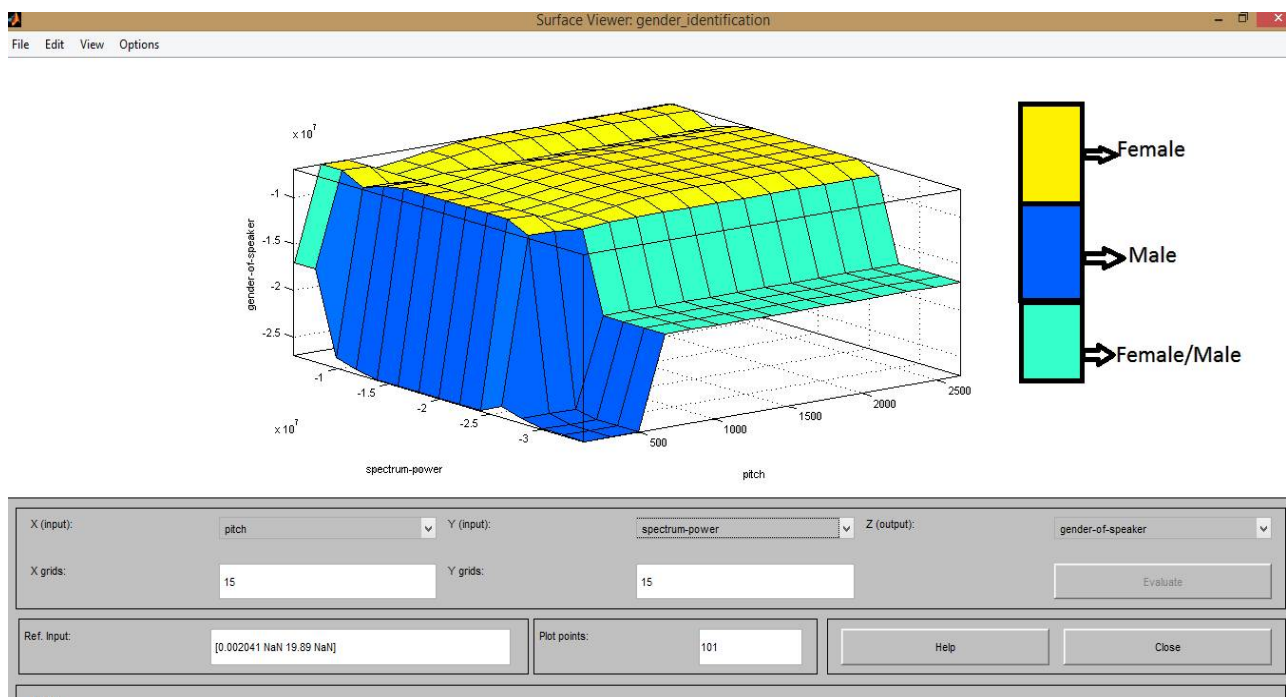 Surface Viewer: gender_identification
File Edit View Options
x 10^7
-1
-1.5
-2
-2.5
gender-of-speaker
-1
-1.5
-2
-2.5
-3
x 10^7
spectrum-power
500
1000
1500
2000
2500
pitch
Female
Male
Female/Male
X (input): pitch Y (input): spectrum-power Z (output): gender-of-speaker
X grids: 15 Y grids: 15 Evaluate
Ref. Input: [0.002041 NaN 19.89 NaN] Plot points: 101 Help Close